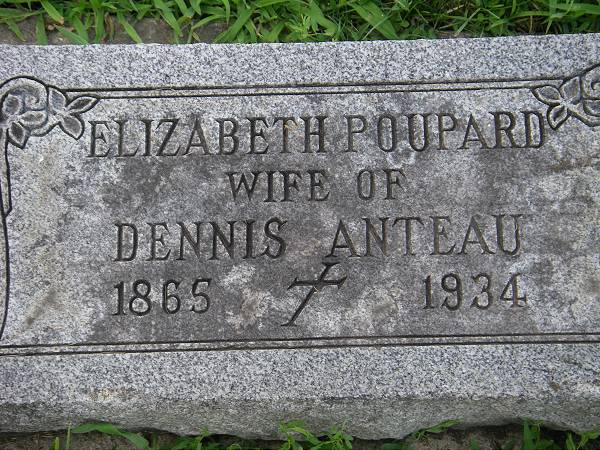 ELIZABETH POUPARD
WIFE OF
DENNIS ANTEAU
1865 1934